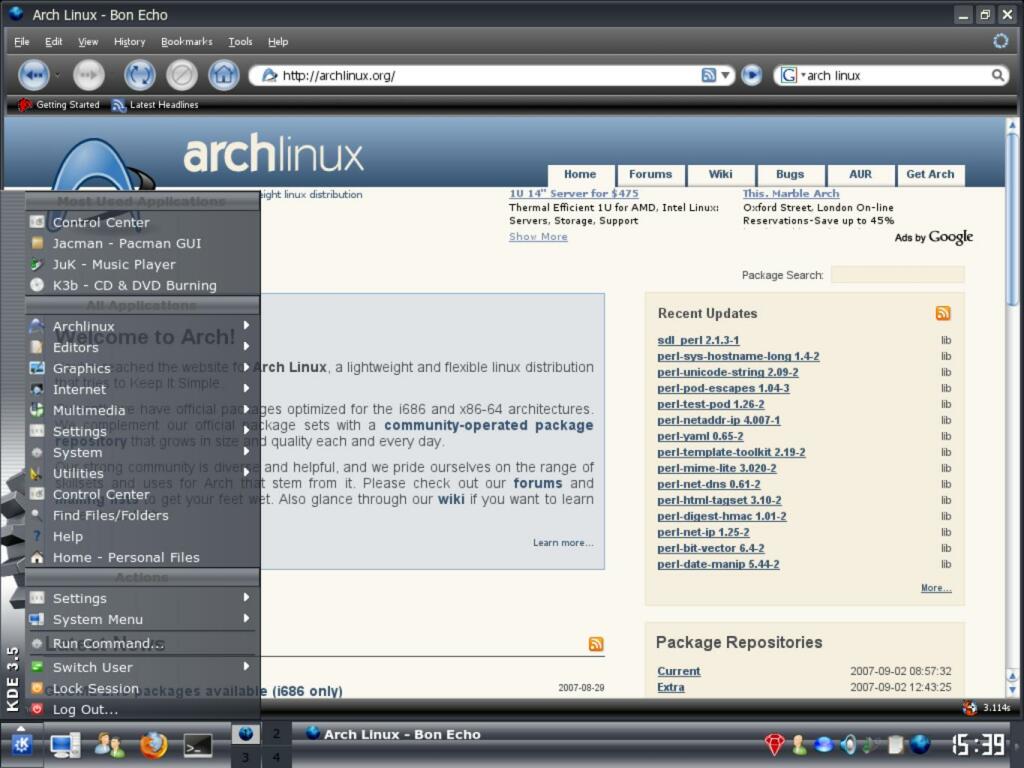 Arch Linux - Bon Echo
File Edit View History Bookmarks Tools Help
http://archlinux.org/
G arch linux
Getting Started Latest Headlines
archlinux
Home Forums Wiki Bugs AUR Get Arch
eight linux distribution
1U 14" Server for $475
Thermal Efficient 1U for AMD, Intel Linux:
Servers, Storage, Support
Show More
This. Marble Arch
Oxford Street, London On-line
Reservations-Save up to 45%
Ads by Google
Package Search:
Most Used Applications
Control Center
Jacman - Pacman GUI
JuK - Music Player
K3b - CD & DVD Burning
All Applications
Archlinux
Editors
Graphics
Internet
Multimedia
Settings
System
Utilities
Control Center
Find Files/Folders
Help
Home - Personal Files
Actions
Settings
System Menu
Run Command...
Switch User
Lock Session
Log Out...
KDE 3.5
Welcome to Arch!
reached the website for Arch Linux, a lightweight and flexible linux distribution
that tries to Keep It Simple.
have official packages optimized for the i686 and x86-64 architectures.
We complement our official package sets with a community-operated package
repository that grows in size and quality each and every day.
Our strong community is diverse and helpful, and we pride ourselves on the range of
skillsets and uses for Arch that stem from it. Please check out our forums and
mailing lists to get your feet wet. Also glance through our wiki if you want to learn
Learn more...
Latest News
packages available (i686 only)
2007-08-29
Recent Updates
sdl_perl 2.1.3-1 lib
perl-sys-hostname-long 1.4-2 lib
perl-unicode-string 2.09-2 lib
perl-pod-escapes 1.04-3 lib
perl-test-pod 1.26-2 lib
perl-netaddr-ip 4.007-1 lib
perl-yaml 0.65-2 lib
perl-template-toolkit 2.19-2 lib
perl-mime-lite 3.020-2 lib
perl-net-dns 0.61-2 lib
perl-html-tagset 3.10-2 lib
perl-digest-hmac 1.01-2 lib
perl-net-ip 1.25-2 lib
perl-bit-vector 6.4-2 lib
perl-date-manip 5.44-2 lib
More...
Package Repositories
Current 2007-09-02 08:57:32
Extra 2007-09-02 12:43:25
3.114s
2
3 4
Arch Linux - Bon Echo
15:39